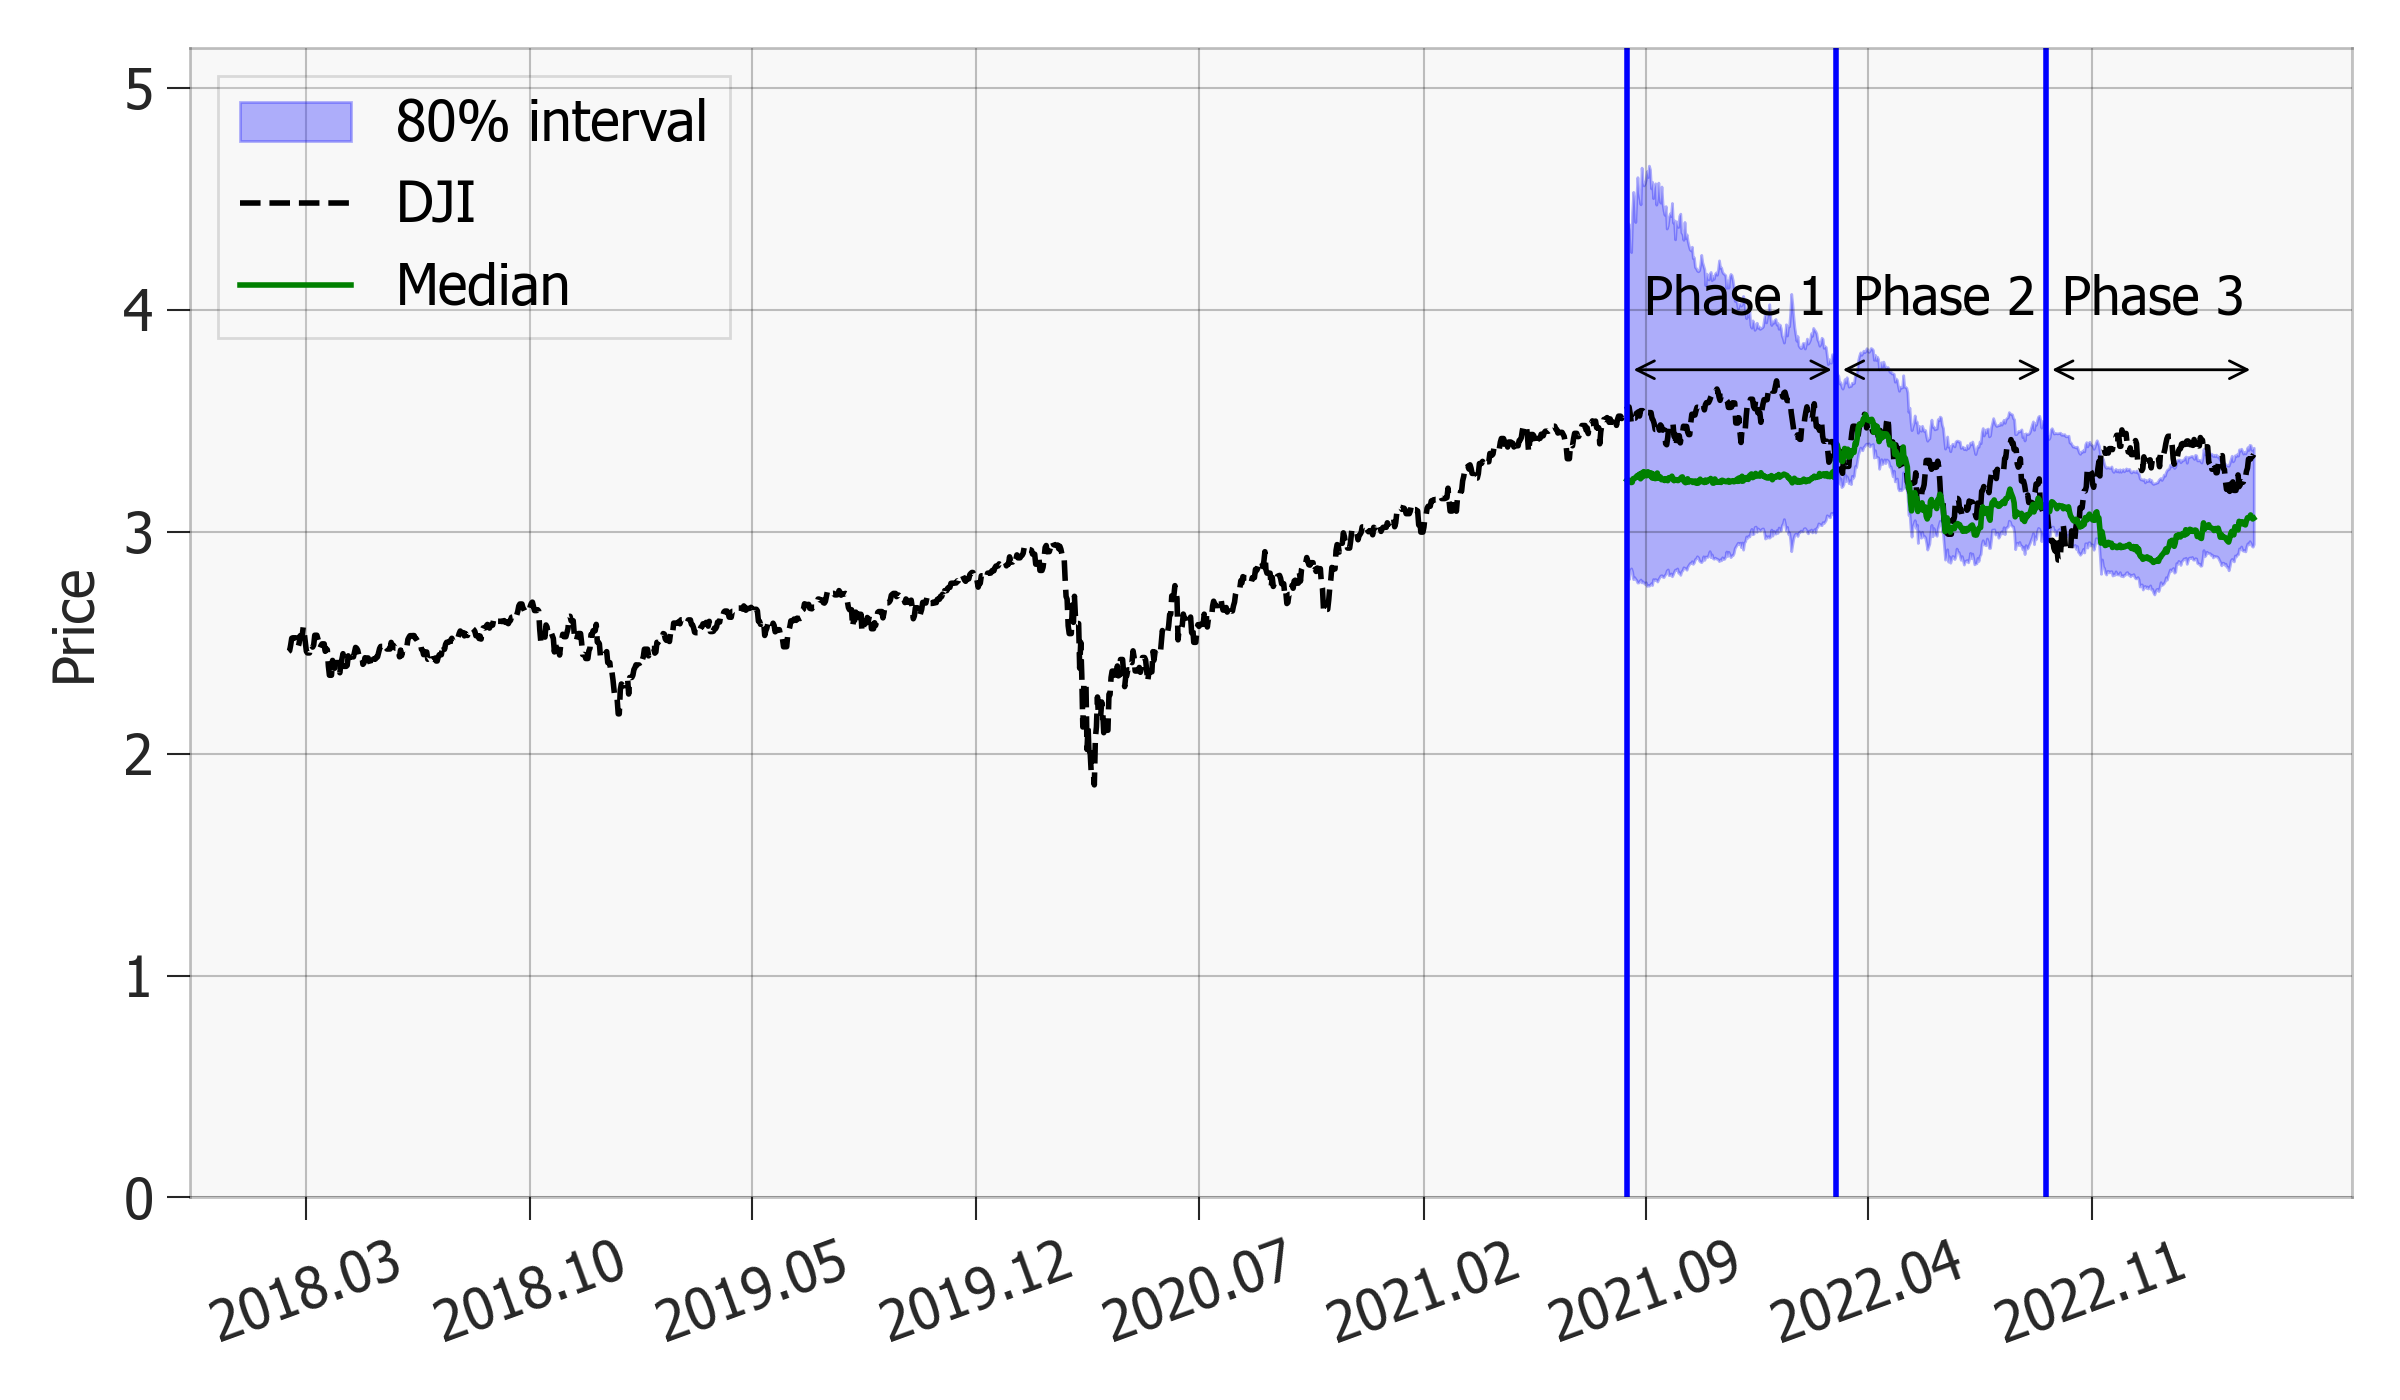 80% interval
DJI
Median
Phase 1
Phase 2
Phase 3
Price
5
4
3
2
1
0
2018.03
2018.10
2019.05
2019.12
2020.07
2021.02
2021.09
2022.04
2022.11